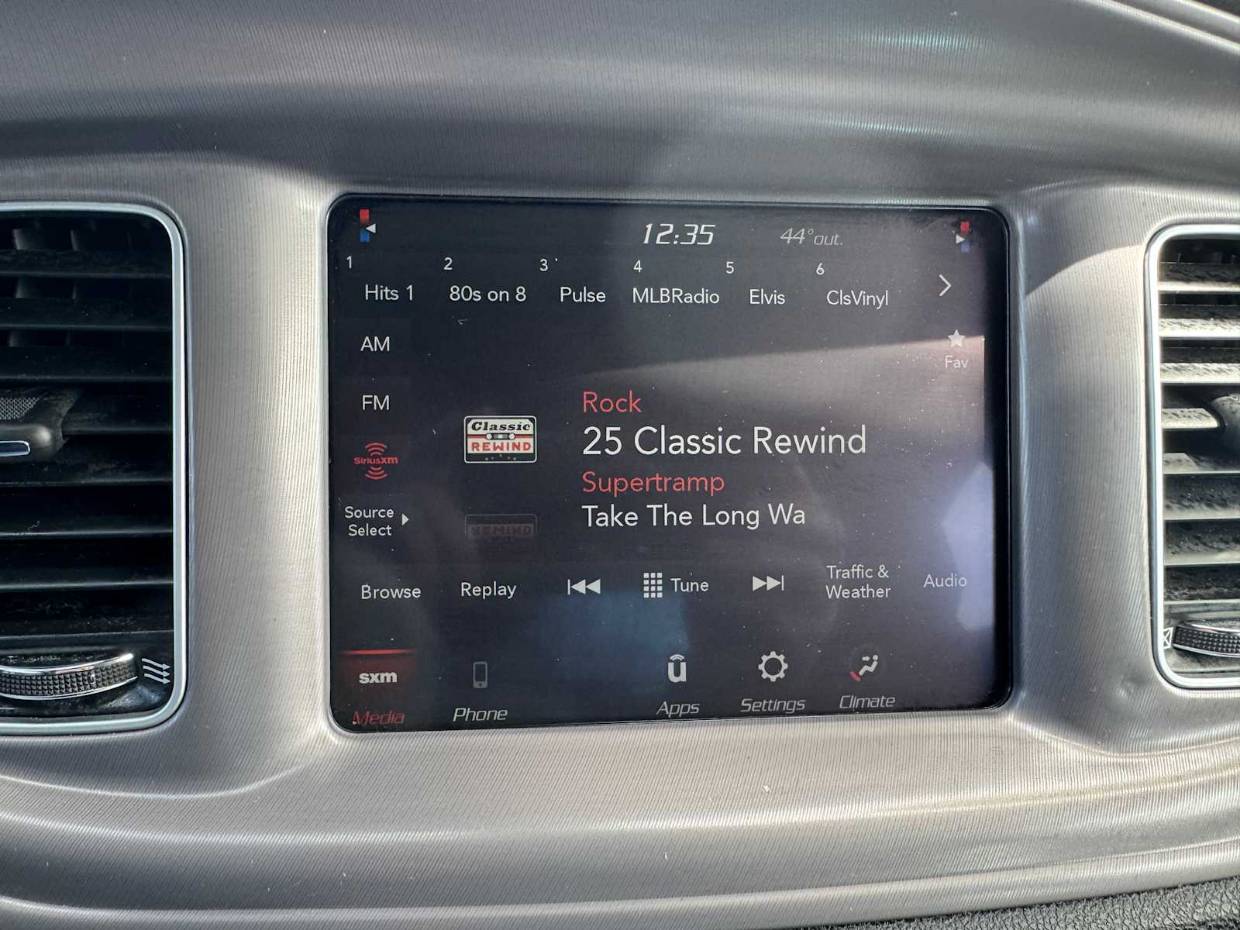 12:35 44°out.
1 2 3 4 5 6
Hits 1 80s on 8 Pulse MLBRadio Elvis ClsVinyl
AM
Fav
FM
Rock
Classic
REWIND
25 Classic Rewind
SiriusXM
Supertramp
Source
Select
REWIND
Take The Long Wa
Browse Replay Tune
Traffic &
Weather
Audio
sxm
Media Phone Apps Settings Climate